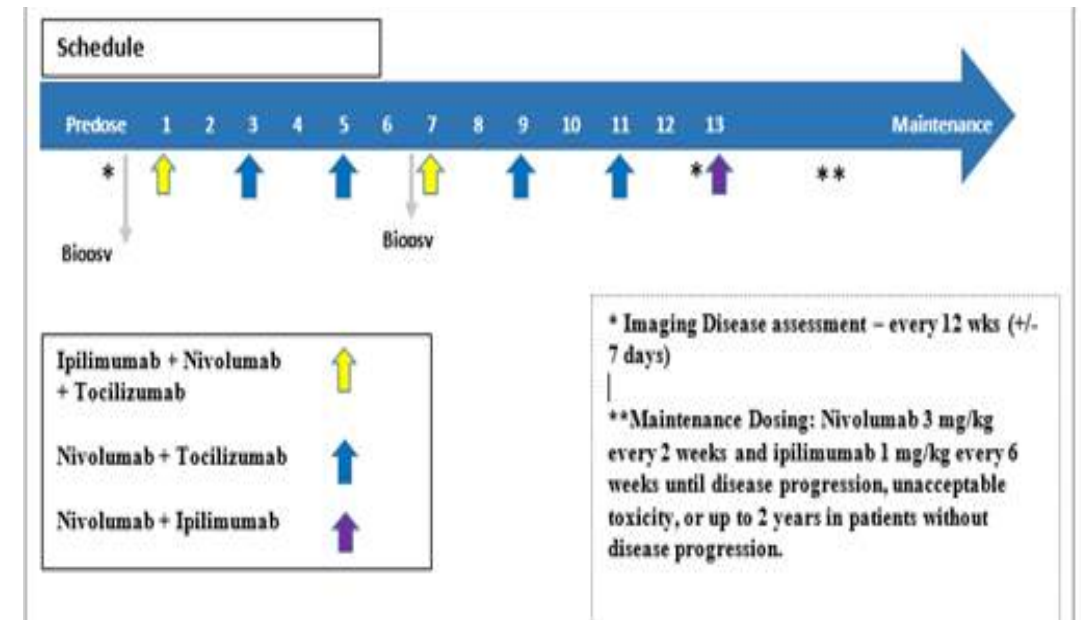 Schedule
Predose 1 2 3 4 5 6 7 8 9 10 11 12 13 Maintenance
* * **
Bioosv Bioosv
Ipilimumab + Nivolumab
+ Tocilizumab
Nivolumab + Tocilizumab
Nivolumab + Ipilimumab
* Imaging Disease assessment – every 12 wks (+/-
7 days)
**Maintenance Dosing: Nivolumab 3 mg/kg
every 2 weeks and ipilimumab 1 mg/kg every 6
weeks until disease progression, unacceptable
toxicity, or up to 2 years in patients without
disease progression.